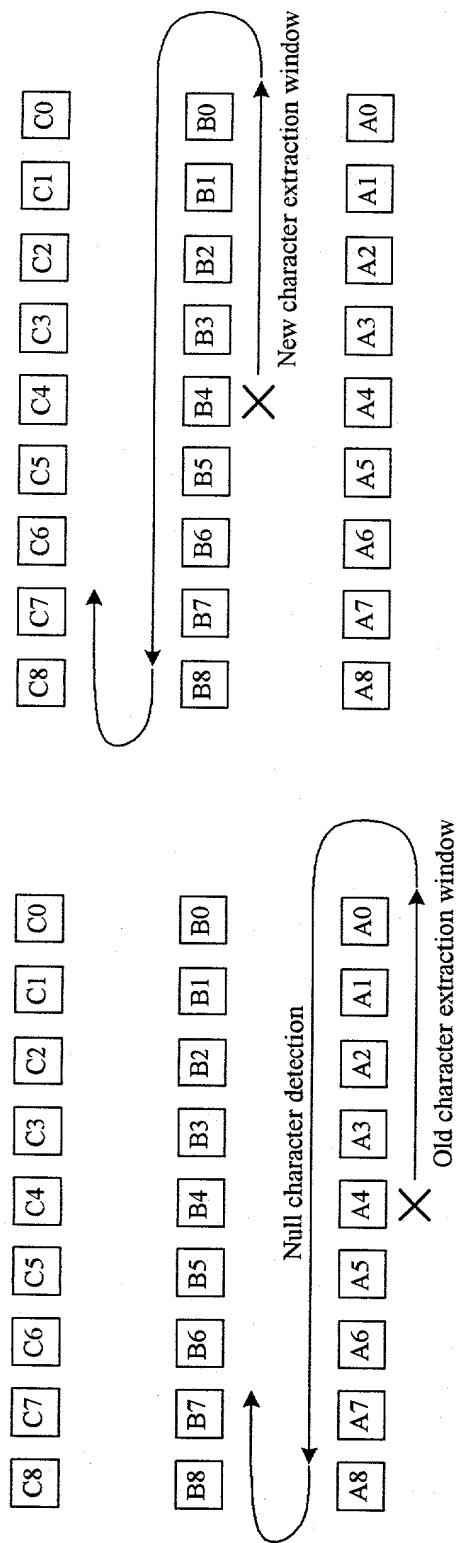 C8 C7 C6 C5 C4 C3 C2 C1 C0
B8 B7 B6 B5 B4 B3 B2 B1 B0
Null character detection
A8 A7 A6 A5 A4 A3 A2 A1 A0
Old character extraction window
C8 C7 C6 C5 C4 C3 C2 C1 C0
B8 B7 B6 B5 B4 B3 B2 B1 B0
New character extraction window
A8 A7 A6 A5 A4 A3 A2 A1 A0